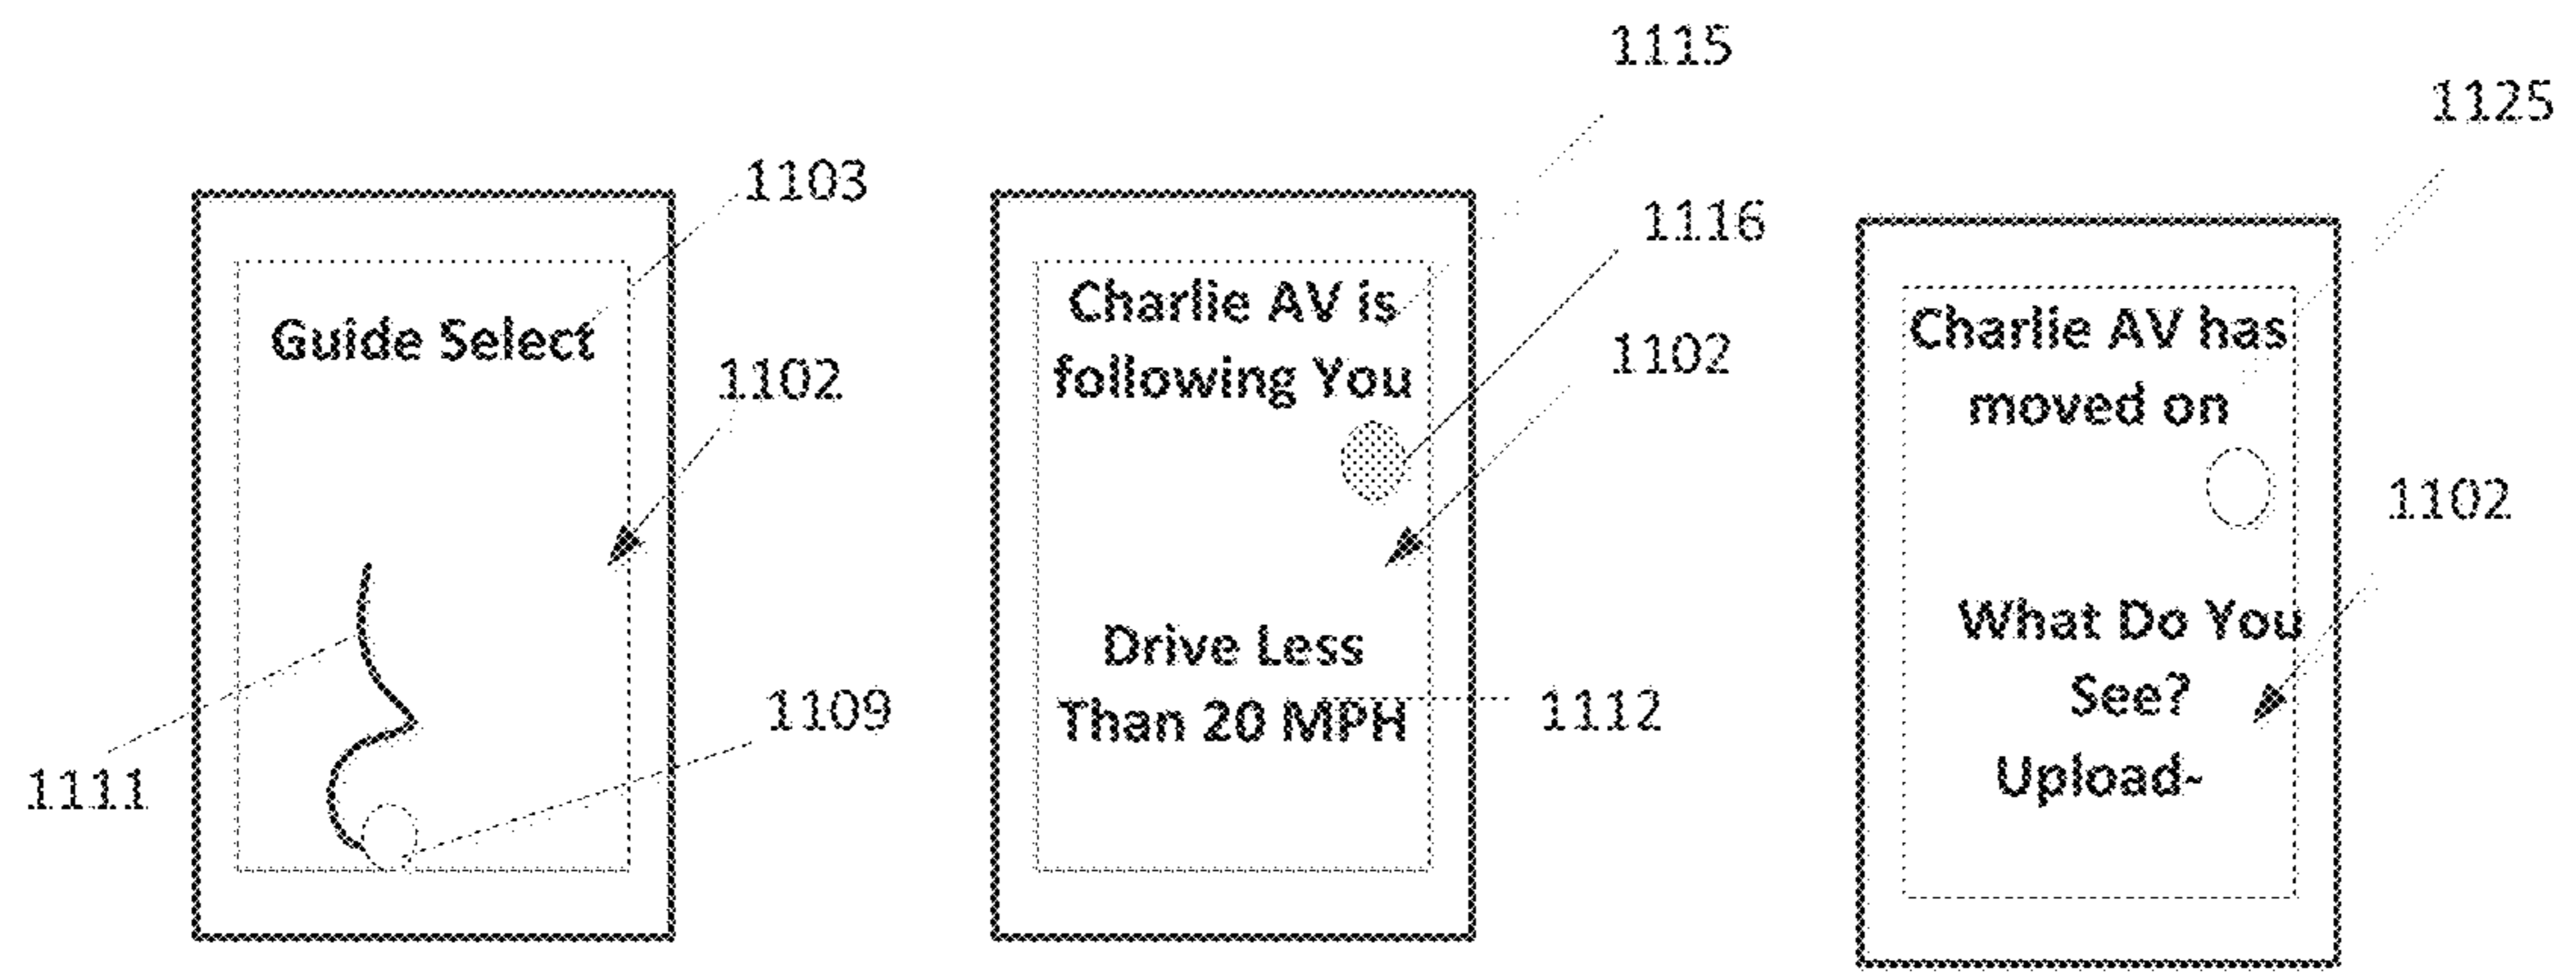 1103
Guide Select
1102
1111
1109
1115
1116
Charlie AV is
following You
1102
Drive Less
Than 20 MPH
1112
1125
Charlie AV has
moved on
1102
What Do You
See?
Upload~